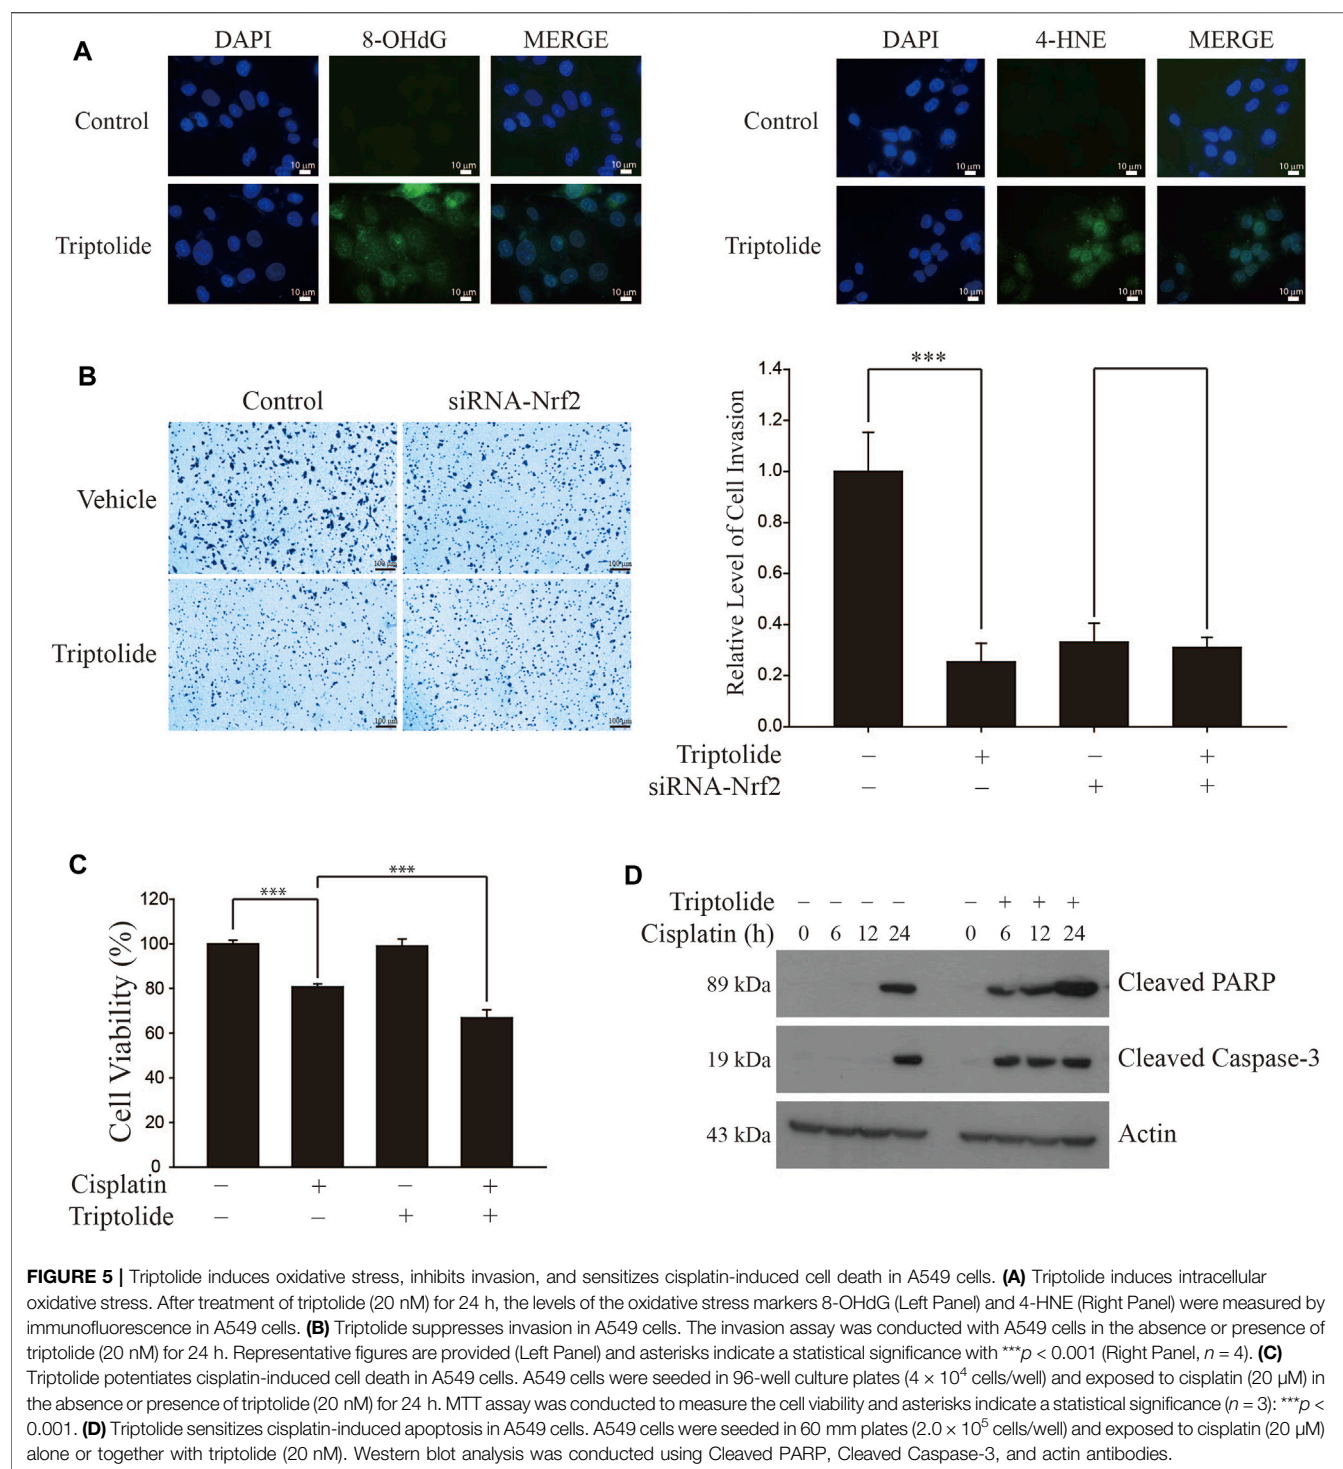 A
DAPI 8-OHdG MERGE
Control
10 µm 10 µm 10 µm
Triptolide
10 µm 10 µm 10 µm
DAPI 4-HNE MERGE
Control
10 µm 10 µm 10 µm
Triptolide
10 µm 10 µm 10 µm
B
Control siRNA-Nrf2
Vehicle
100 µm 100 µm
Triptolide
100 µm 100 µm
Relative Level of Cell Invasion
1.4
1.2
1.0
0.8
0.6
0.4
0.2
0.0
***
Triptolide − + − +
siRNA-Nrf2 − − + +
C
Cell Viability (%)
120
100
80
60
40
20
0
*** ***
Cisplatin − + − +
Triptolide − − + +
D
Triptolide − − − − − + + +
Cisplatin (h) 0 6 12 24 0 6 12 24
89 kDa Cleaved PARP
19 kDa Cleaved Caspase-3
43 kDa Actin
FIGURE 5 | Triptolide induces oxidative stress, inhibits invasion, and sensitizes cisplatin-induced cell death in A549 cells. (A) Triptolide induces intracellular
oxidative stress. After treatment of triptolide (20 nM) for 24 h, the levels of the oxidative stress markers 8-OHdG (Left Panel) and 4-HNE (Right Panel) were measured by
immunofluorescence in A549 cells. (B) Triptolide suppresses invasion in A549 cells. The invasion assay was conducted with A549 cells in the absence or presence of
triptolide (20 nM) for 24 h. Representative figures are provided (Left Panel) and asterisks indicate a statistical significance with ***p < 0.001 (Right Panel, n = 4). (C)
Triptolide potentiates cisplatin-induced cell death in A549 cells. A549 cells were seeded in 96-well culture plates (4 × 10⁴ cells/well) and exposed to cisplatin (20 µM) in
the absence or presence of triptolide (20 nM) for 24 h. MTT assay was conducted to measure the cell viability and asterisks indicate a statistical significance (n = 3): ***p <
0.001. (D) Triptolide sensitizes cisplatin-induced apoptosis in A549 cells. A549 cells were seeded in 60 mm plates (2.0 × 10⁵ cells/well) and exposed to cisplatin (20 µM)
alone or together with triptolide (20 nM). Western blot analysis was conducted using Cleaved PARP, Cleaved Caspase-3, and actin antibodies.